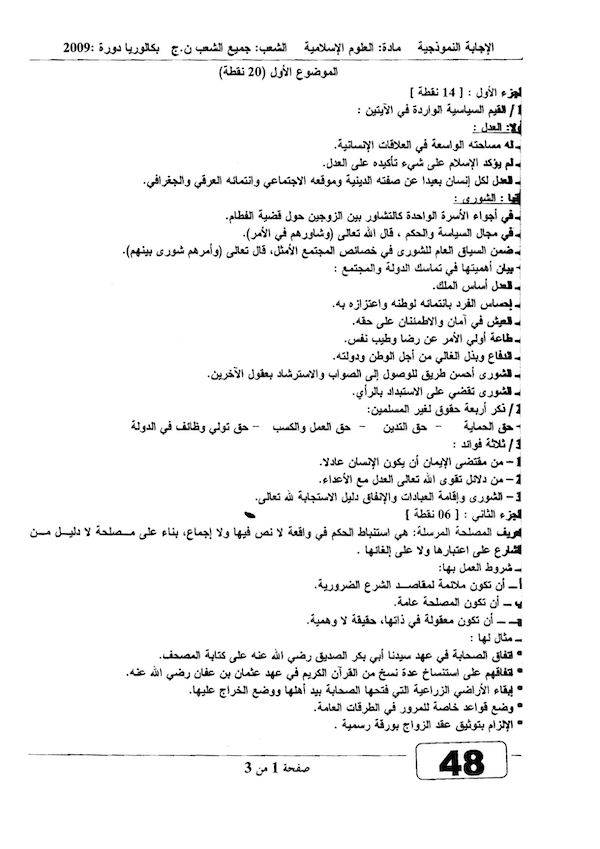 الإجابة النموذجية مادة: العلوم الإسلامية الشعب: جميع الشعب ن.ج بكالوريا دورة :2009
الموضوع الأول (20 نقطة)
الجزء الأول : [ 14 نقطة ]
1/ القيم السياسية الواردة في الآيتين :
أولا: العدل :
ـ له مساحته الواسعة في العلاقات الإنسانية.
ـ لم يؤكد الإسلام على شيء تأكيده على العدل.
ـ العدل لكل إنسان بعيدا عن صفته الدينية وموقعه الاجتماعي وانتمائه العرقي والجغرافي.
ثانيا : الشورى :
ـ في أجواء الأسرة الواحدة كالتشاور بين الزوجين حول قضية الفطام.
ـ في مجال السياسة والحكم ، قال الله تعالى (وشاورهم في الأمر).
ـ ضمن السياق العام للشورى في خصائص المجتمع الأمثل، قال تعالى (وأمرهم شورى بينهم).
- بيان أهميتها في تماسك الدولة والمجتمع :
ـ العدل أساس الملك.
ـ إحساس الفرد بانتمائه لوطنه واعتزازه به.
ـ العيش في آمان والاطمئنان على حقه.
ـ طاعة أولي الأمر عن رضا وطيب نفس.
ـ الدفاع وبذل الغالي من أجل الوطن ودولته.
ـ الشورى أحسن طريق للوصول إلى الصواب والاسترشاد بعقول الآخرين.
ـ الشورى تقضي على الاستبداد بالرأي.
2/ ذكر أربعة حقوق لغير المسلمين:
- حق الحماية - حق التدين - حق العمل والكسب - حق تولي وظائف في الدولة
3/ ثلاثة فوائد :
1- من مقتضى الإيمان أن يكون الإنسان عادلا.
2- من دلائل تقوى الله تعالى العدل مع الأعداء.
3- الشورى وإقامة العبادات والإنفاق دليل الاستجابة لله تعالى.
الجزء الثاني : [ 06 نقطة ]
تعريف المصلحة المرسلة: هي استنباط الحكم في واقعة لا نص فيها ولا إجماع، بناء على مصلحة لا دليل من
الشارع على اعتبارها ولا على إلغائها .
ـ شروط العمل بها:
أ ـ أن تكون ملائمة لمقاصد الشرع الضرورية.
ب ـ أن تكون المصلحة عامة.
ج ـ أن تكون معقولة في ذاتها، حقيقة لا وهمية.
ـ مثال لها :
* اتفاق الصحابة في عهد سيدنا أبي بكر الصديق رضي الله عنه على كتابة المصحف.
* اتفاقهم على استنساخ عدة نسخ من القرآن الكريم في عهد عثمان بن عفان رضي الله عنه.
* إبقاء الأراضي الزراعية التي فتحها الصحابة بيد أهلها ووضع الخراج عليها.
* وضع قواعد خاصة للمرور في الطرقات العامة.
* الإلزام بتوثيق عقد الزواج بورقة رسمية .
صفحة 1 من 3
48